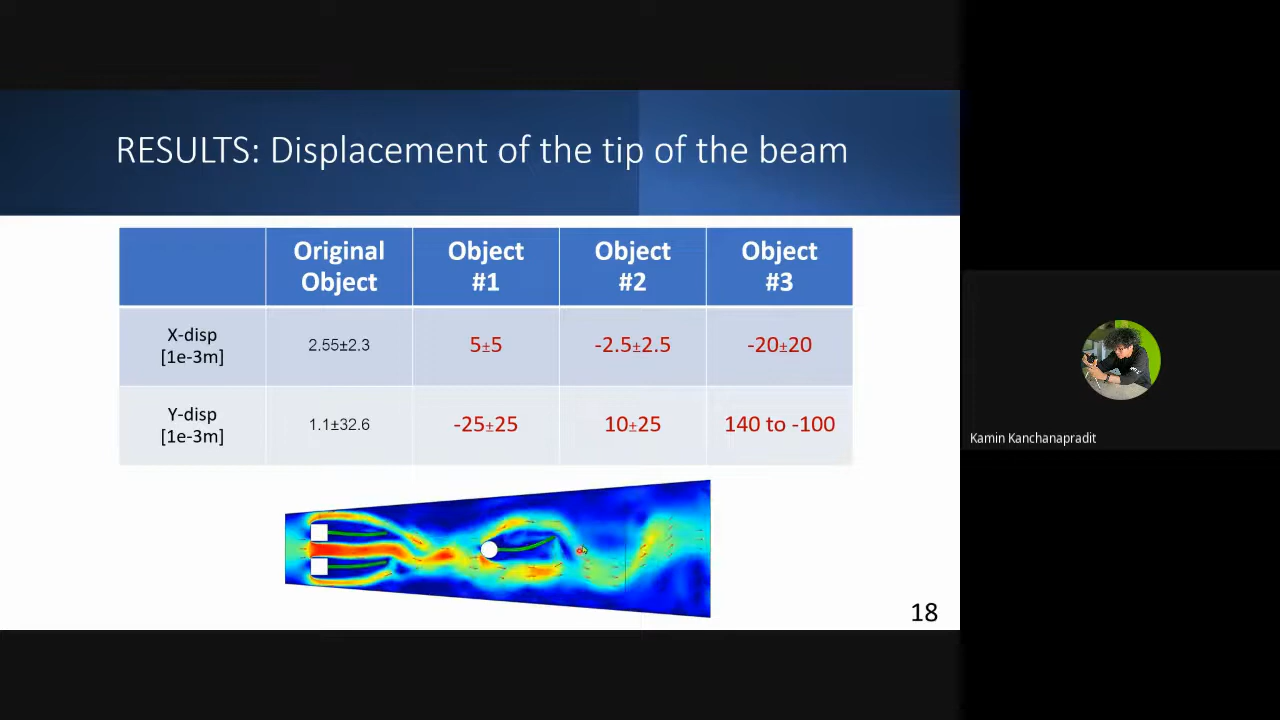 RESULTS: Displacement of the tip of the beam
Original Object
Object #1
Object #2
Object #3
X-disp [1e-3m]
2.55±2.3
5±5
-2.5±2.5
-20±20
Y-disp [1e-3m]
1.1±32.6
-25±25
10±25
140 to -100
18
Kamin Kanchanapradit